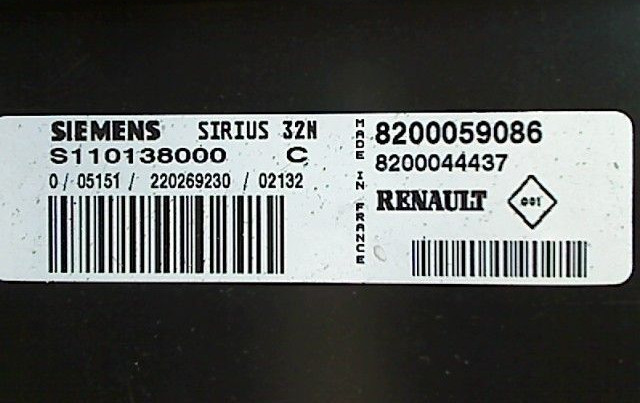 SIEMENS SIRIUS 32N
S110138000 C
0 / 05151 / 220269230 / 02132
MADE IN FRANCE
8200059086
8200044437
RENAULT